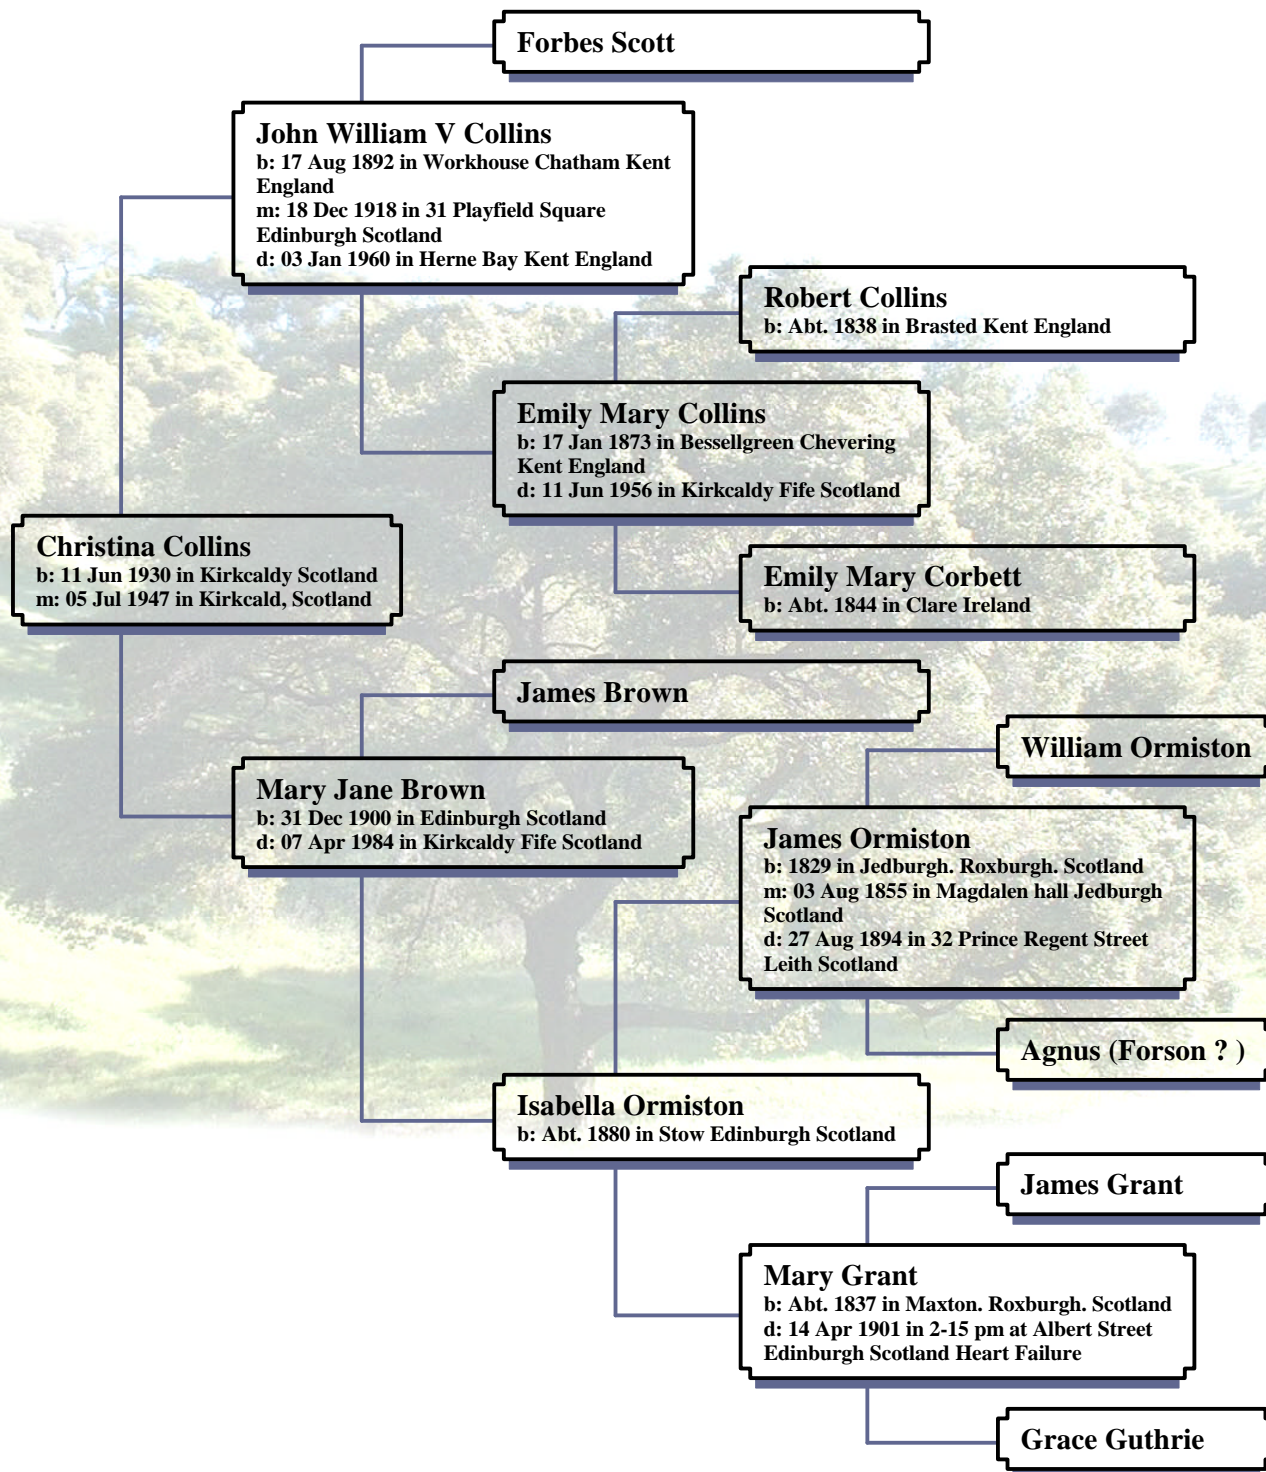 Forbes Scott
John William V Collins
b: 17 Aug 1892 in Workhouse Chatham Kent
England
m: 18 Dec 1918 in 31 Playfield Square
Edinburgh Scotland
d: 03 Jan 1960 in Herne Bay Kent England
Robert Collins
b: Abt. 1838 in Brasted Kent England
Emily Mary Collins
b: 17 Jan 1873 in Bessellgreen Chevering
Kent England
d: 11 Jun 1956 in Kirkcaldy Fife Scotland
Christina Collins
b: 11 Jun 1930 in Kirkcaldy Scotland
m: 05 Jul 1947 in Kirkcald, Scotland
Emily Mary Corbett
b: Abt. 1844 in Clare Ireland
James Brown
William Ormiston
Mary Jane Brown
b: 31 Dec 1900 in Edinburgh Scotland
d: 07 Apr 1984 in Kirkcaldy Fife Scotland
James Ormiston
b: 1829 in Jedburgh. Roxburgh. Scotland
m: 03 Aug 1855 in Magdalen hall Jedburgh
Scotland
d: 27 Aug 1894 in 32 Prince Regent Street
Leith Scotland
Agnus (Forson ? )
Isabella Ormiston
b: Abt. 1880 in Stow Edinburgh Scotland
James Grant
Mary Grant
b: Abt. 1837 in Maxton. Roxburgh. Scotland
d: 14 Apr 1901 in 2-15 pm at Albert Street
Edinburgh Scotland Heart Failure
Grace Guthrie